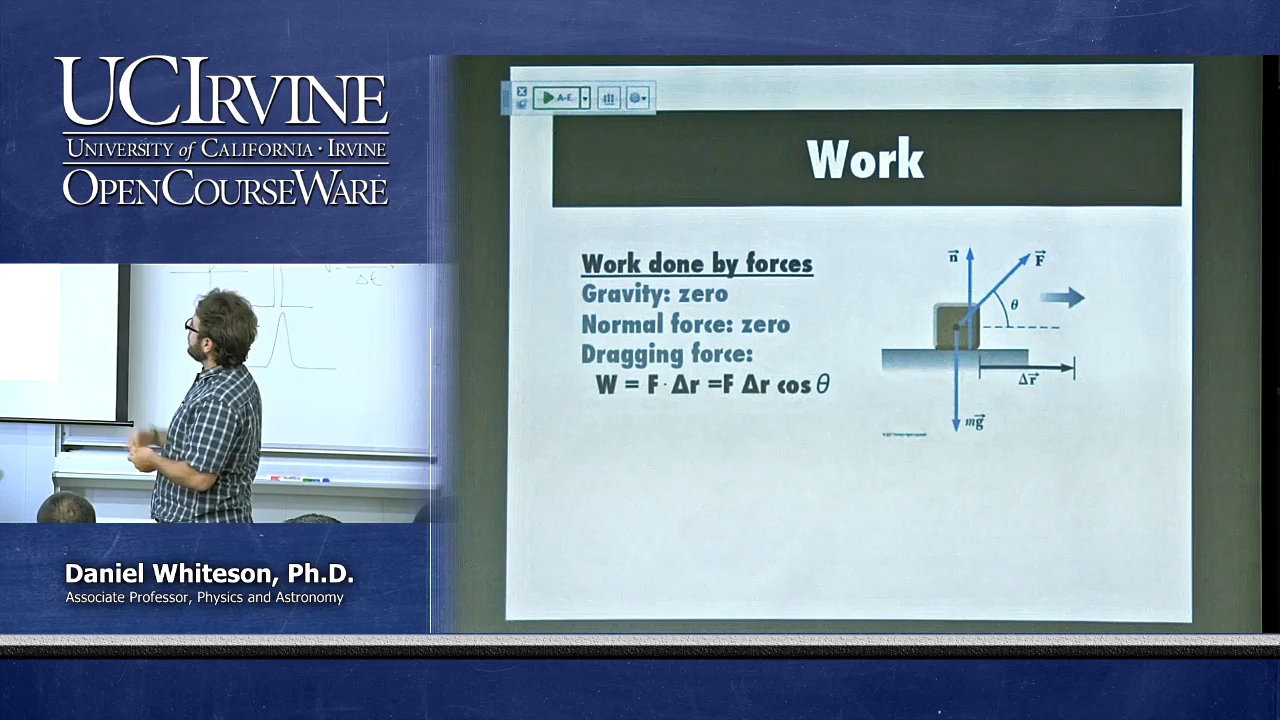 UCIRVINE
UNIVERSITY of CALIFORNIA · IRVINE
OPENCOURSEWARE
A-E
Work
Work done by forces
Gravity: zero
Normal force: zero
Dragging force:
W = F · Δr =F Δr cos θ
n⃗
F⃗
θ
Δr⃗
mg⃗
Δt
Daniel Whiteson, Ph.D.
Associate Professor, Physics and Astronomy